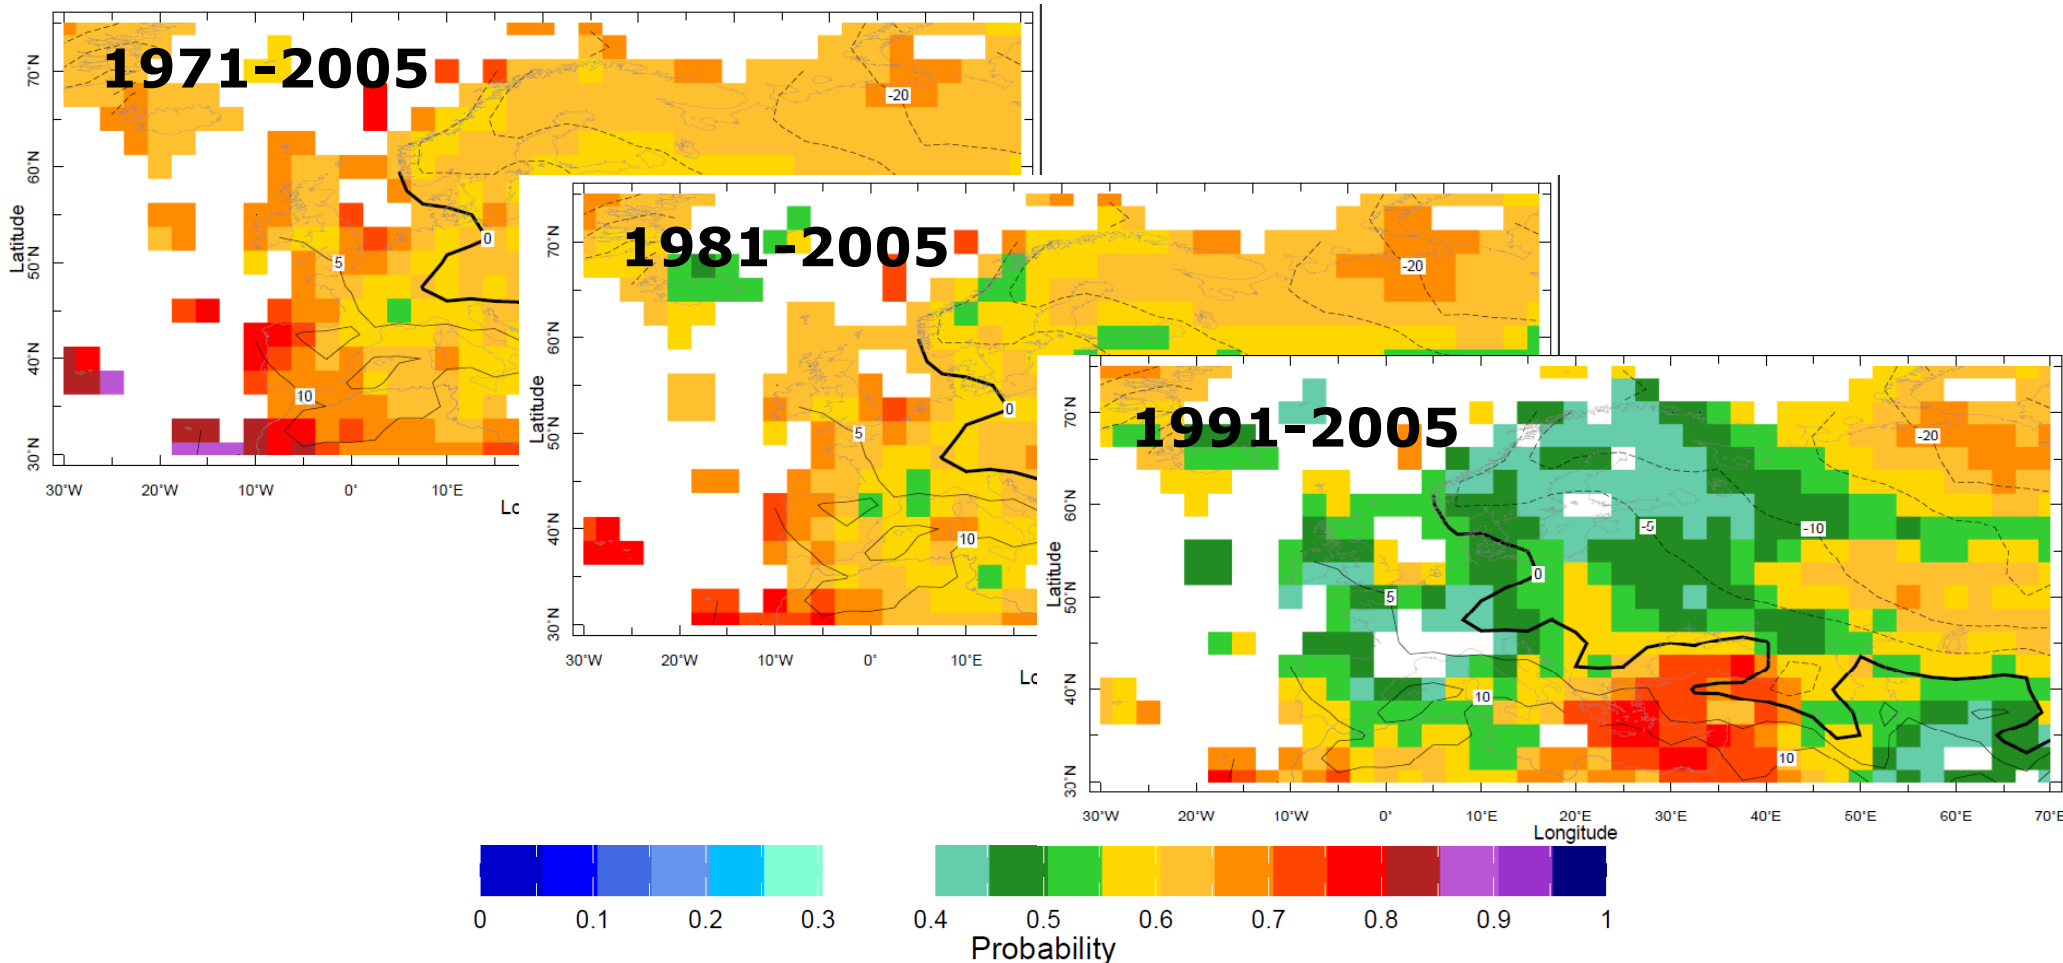 1971-2005
70°N
60°N
50°N
40°N
30°N
Latitude
-20
0
5
10
30°W
20°W
10°W
0°
10°E
Lo
1981-2005
70°N
60°N
50°N
40°N
30°N
Latitude
-20
0
5
10
30°W
20°W
10°W
0°
10°E
Lo
1991-2005
70°N
60°N
50°N
40°N
30°N
Latitude
-20
-5
-10
0
5
10
10
30°W
20°W
10°W
0°
10°E
20°E
30°E
40°E
50°E
60°E
70°E
Longitude
0
0.1
0.2
0.3
0.4
0.5
0.6
0.7
0.8
0.9
1
Probability